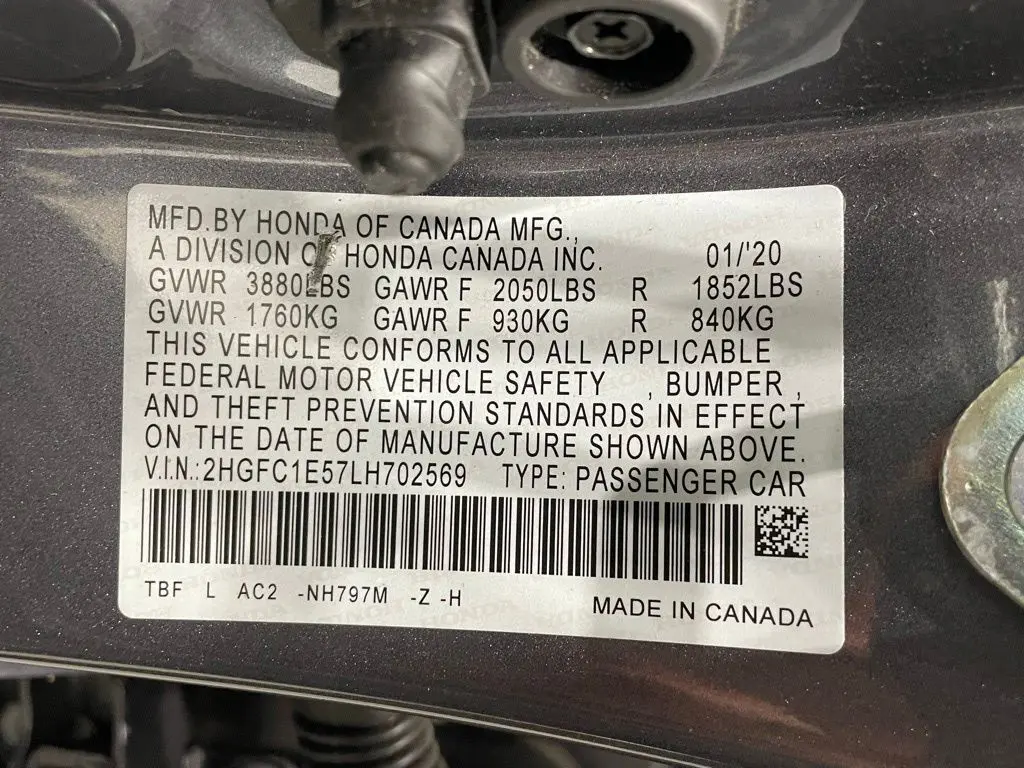 MFD.BY HONDA OF CANADA MFG.,
A DIVISION OF HONDA CANADA INC. 01/'20
GVWR 3880LBS GAWR F 2050LBS R 1852LBS
GVWR 1760KG GAWR F 930KG R 840KG
THIS VEHICLE CONFORMS TO ALL APPLICABLE
FEDERAL MOTOR VEHICLE SAFETY , BUMPER ,
AND THEFT PREVENTION STANDARDS IN EFFECT
ON THE DATE OF MANUFACTURE SHOWN ABOVE.
V.I.N.:2HGFC1E57LH702569 TYPE: PASSENGER CAR
TBF L AC2 -NH797M -Z -H
MADE IN CANADA